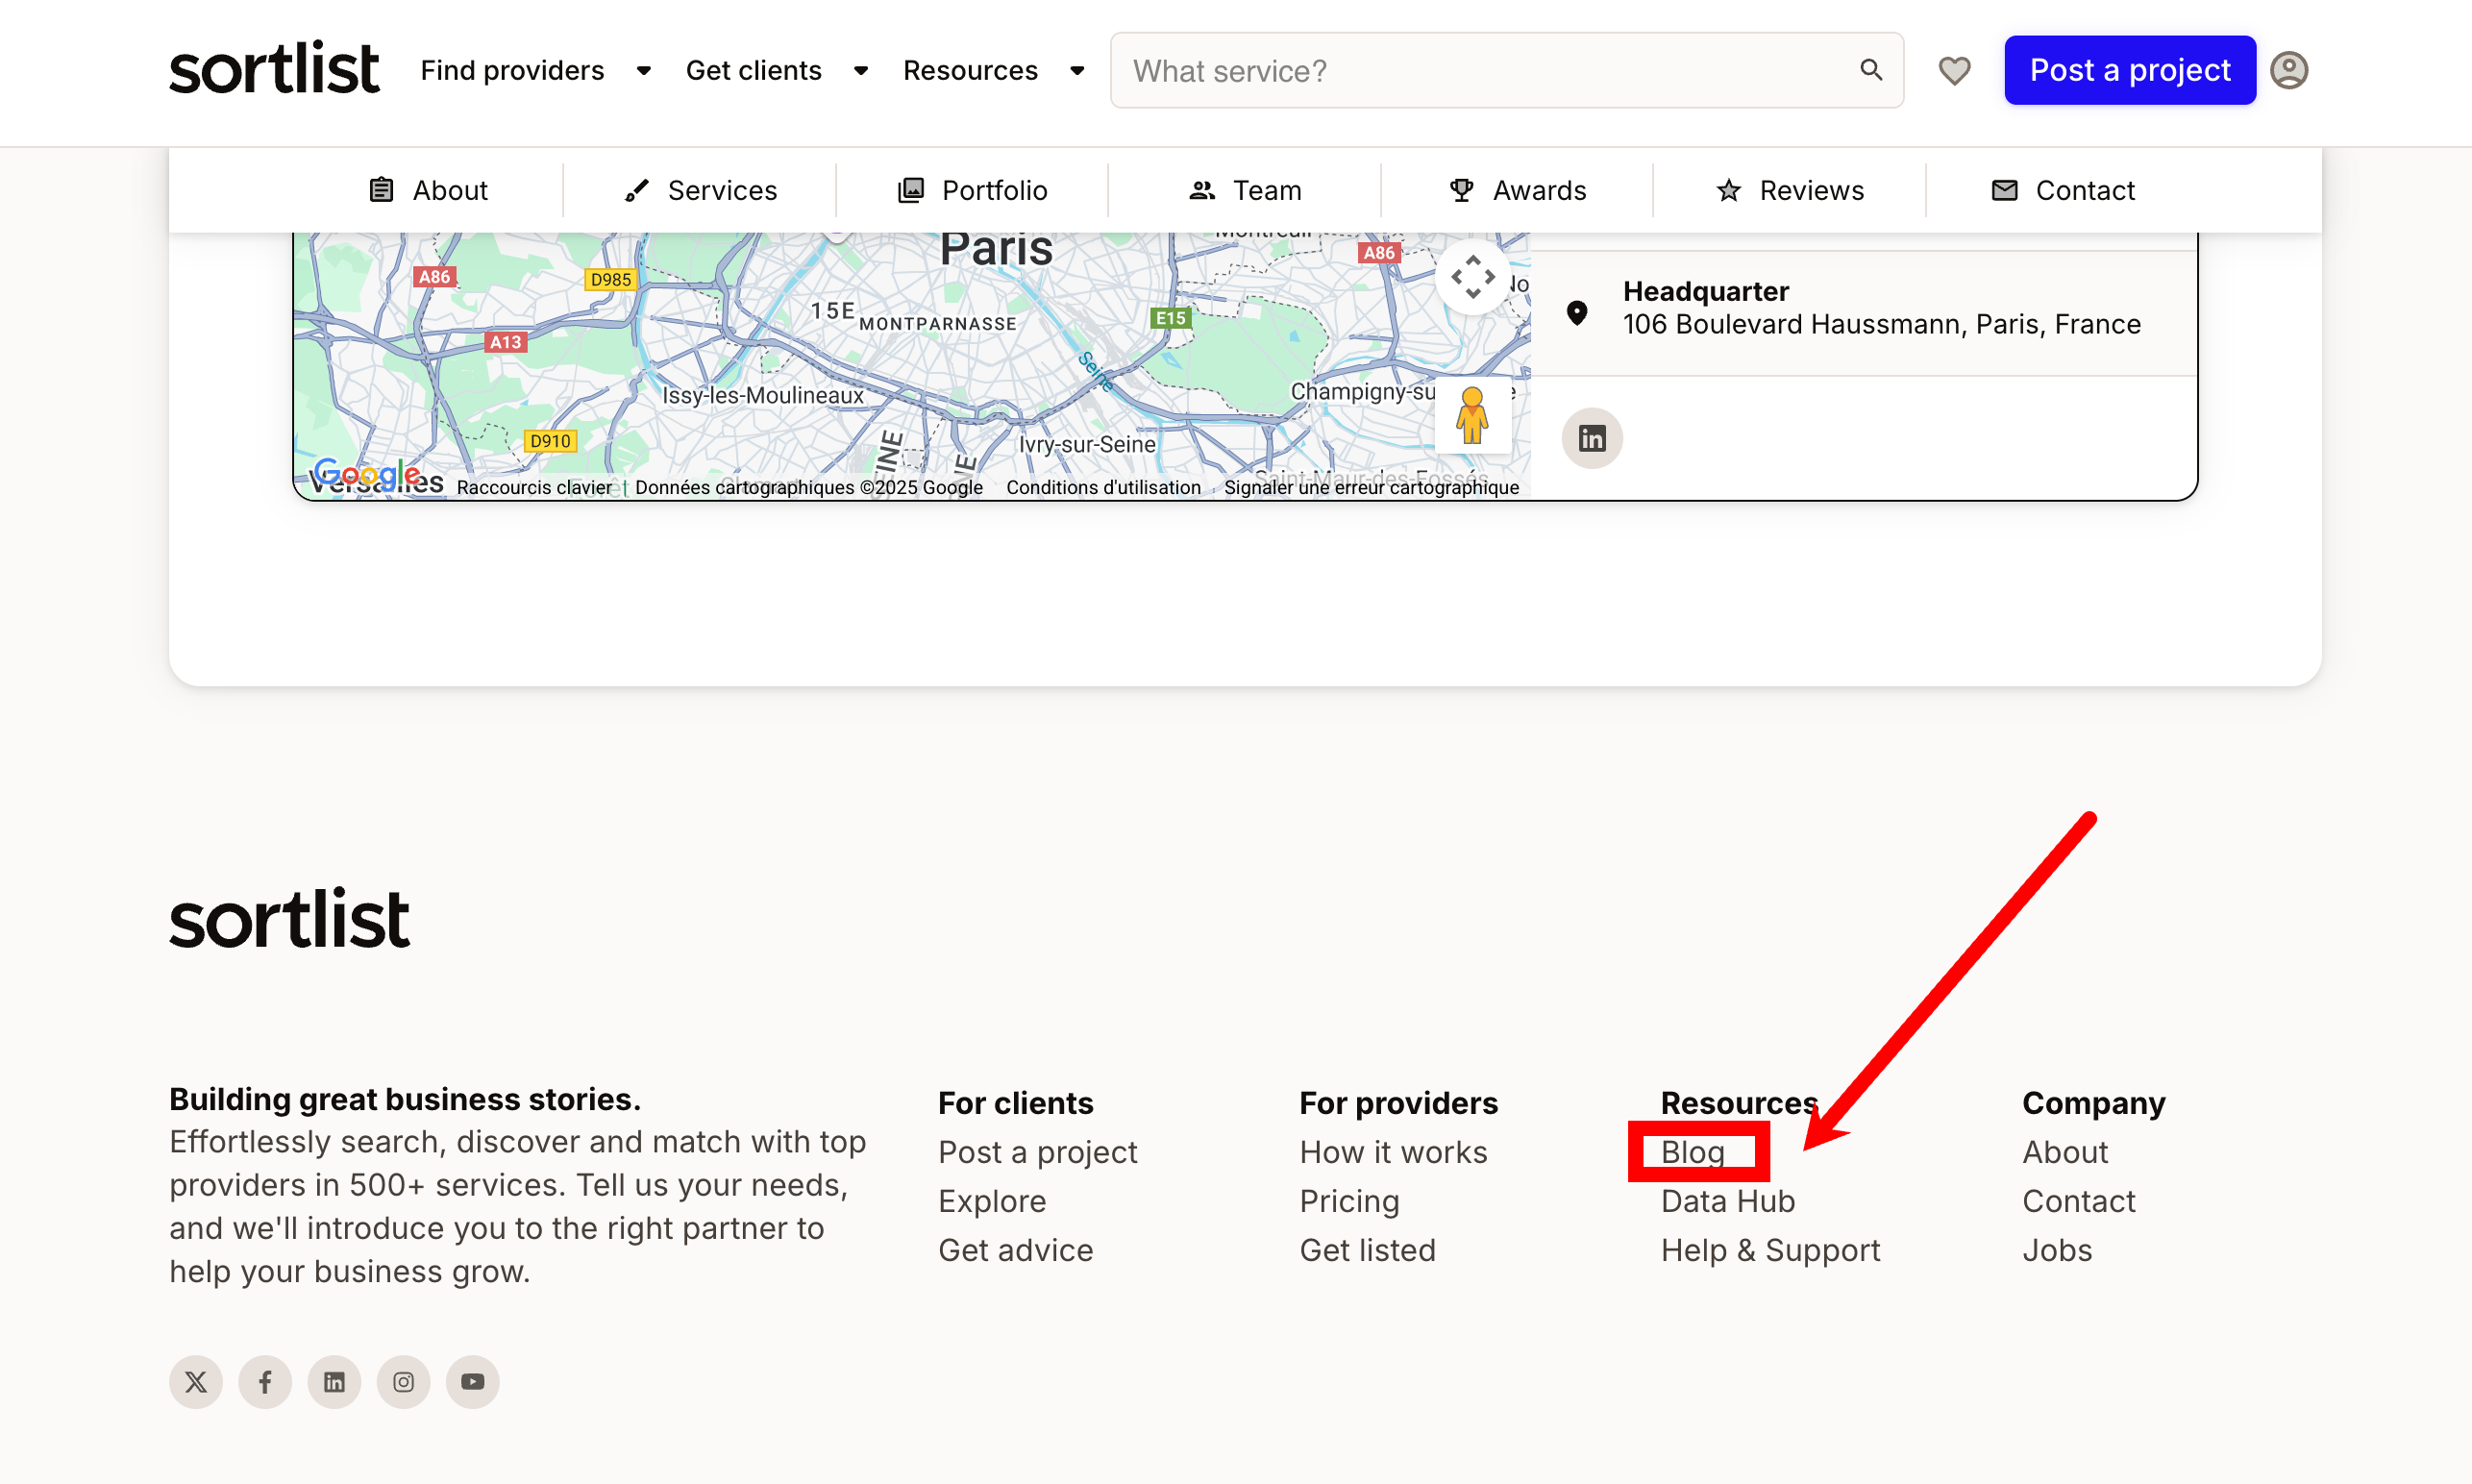 sortlist
Find providers
Get clients
Resources
What service?
Post a project
About
Services
Portfolio
Team
Awards
Reviews
Contact
Paris
A86
D985
15E
MONTPARNASSE
E15
A86
A13
Seine
Issy-les-Moulineaux
Champigny-su
D910
Ivry-sur-Seine
Saint-Maur-des-Fossés
Versailles
Google
Raccourcis clavier
Données cartographiques ©2025 Google
Conditions d'utilisation
Signaler une erreur cartographique
Headquarter
106 Boulevard Haussmann, Paris, France
sortlist
Building great business stories.
Effortlessly search, discover and match with top
providers in 500+ services. Tell us your needs,
and we'll introduce you to the right partner to
help your business grow.
For clients
Post a project
Explore
Get advice
For providers
How it works
Pricing
Get listed
Resources
Blog
Data Hub
Help & Support
Company
About
Contact
Jobs